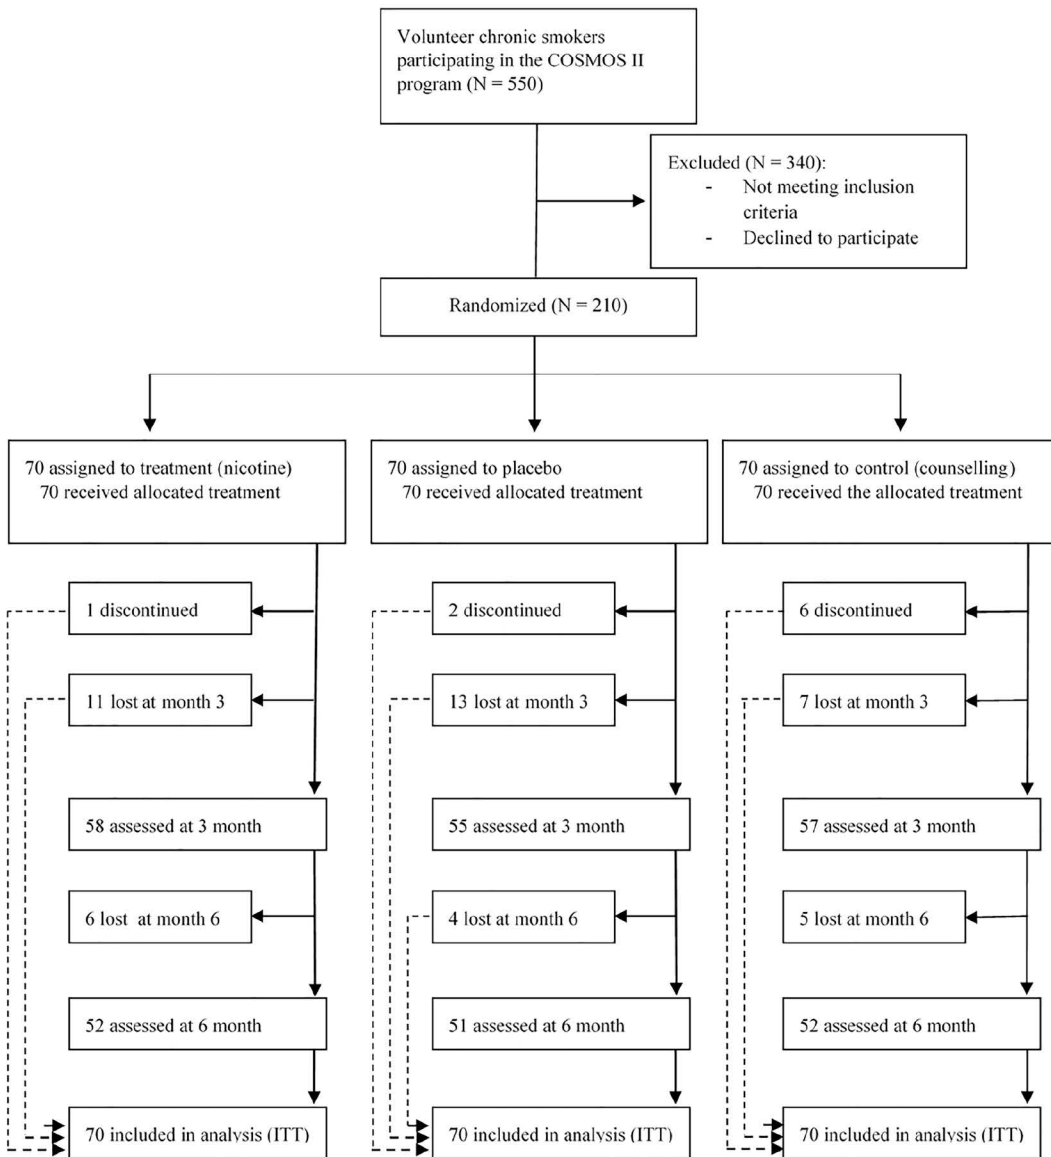 Volunteer chronic smokers
participating in the COSMOS II
program (N = 550)
Excluded (N = 340):
- Not meeting inclusion
criteria
- Declined to participate
Randomized (N = 210)
70 assigned to treatment (nicotine)
70 received allocated treatment
70 assigned to placebo
70 received allocated treatment
70 assigned to control (counselling)
70 received the allocated treatment
1 discontinued
2 discontinued
6 discontinued
11 lost at month 3
13 lost at month 3
7 lost at month 3
58 assessed at 3 month
55 assessed at 3 month
57 assessed at 3 month
6 lost at month 6
4 lost at month 6
5 lost at month 6
52 assessed at 6 month
51 assessed at 6 month
52 assessed at 6 month
70 included in analysis (ITT)
70 included in analysis (ITT)
70 included in analysis (ITT)